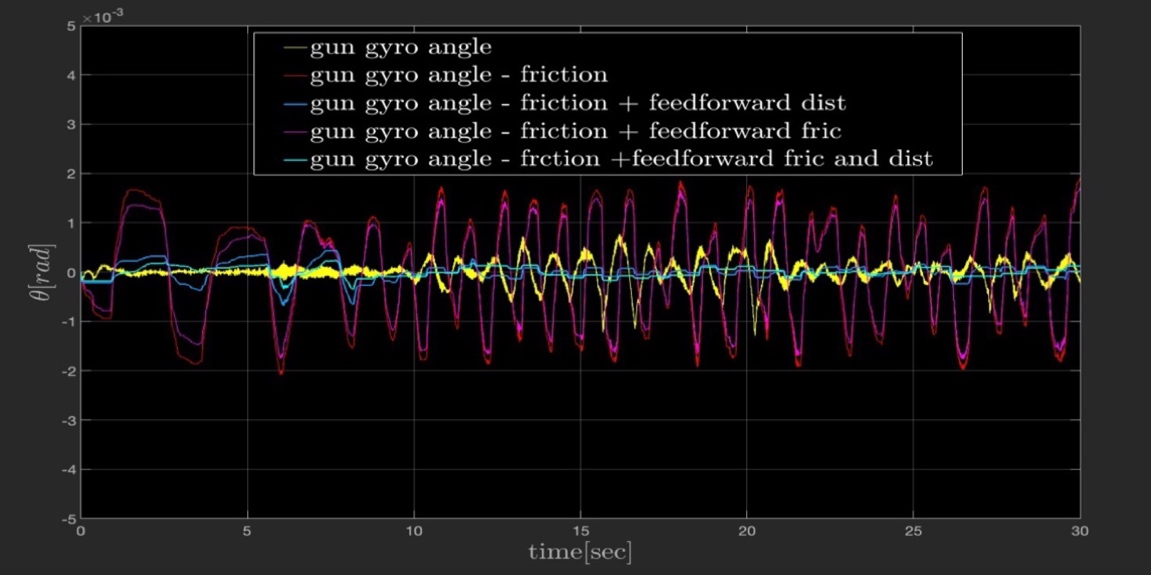 ×10⁻³
gun gyro angle
gun gyro angle - friction
gun gyro angle - friction + feedforward dist
gun gyro angle - friction + feedforward fric
gun gyro angle - frction +feedforward fric and dist
5
4
3
2
1
0
-1
-2
-3
-4
-5
θ[rad]
0 5 10 15 20 25 30
time[sec]